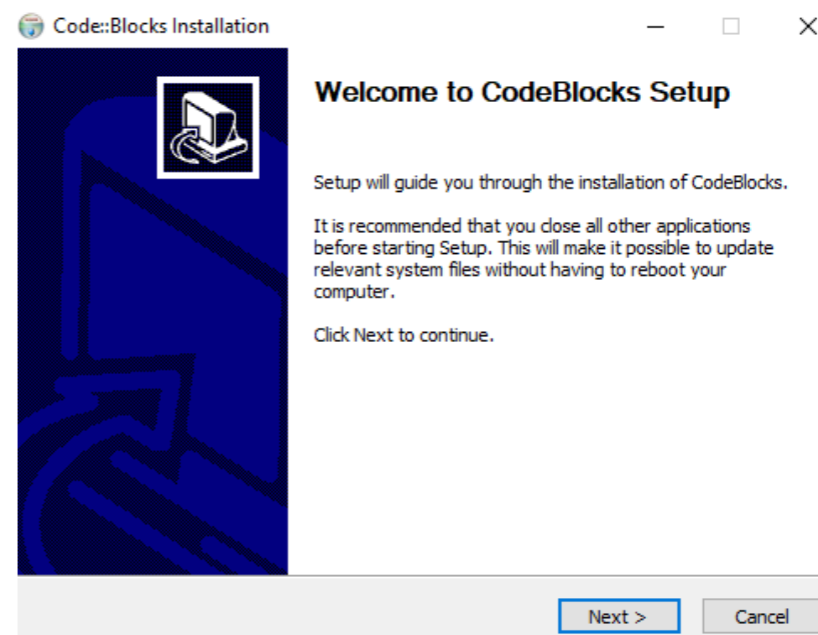 Code::Blocks Installation
Welcome to CodeBlocks Setup
Setup will guide you through the installation of CodeBlocks.
It is recommended that you close all other applications
before starting Setup. This will make it possible to update
relevant system files without having to reboot your
computer.
Click Next to continue.
Next >
Cancel